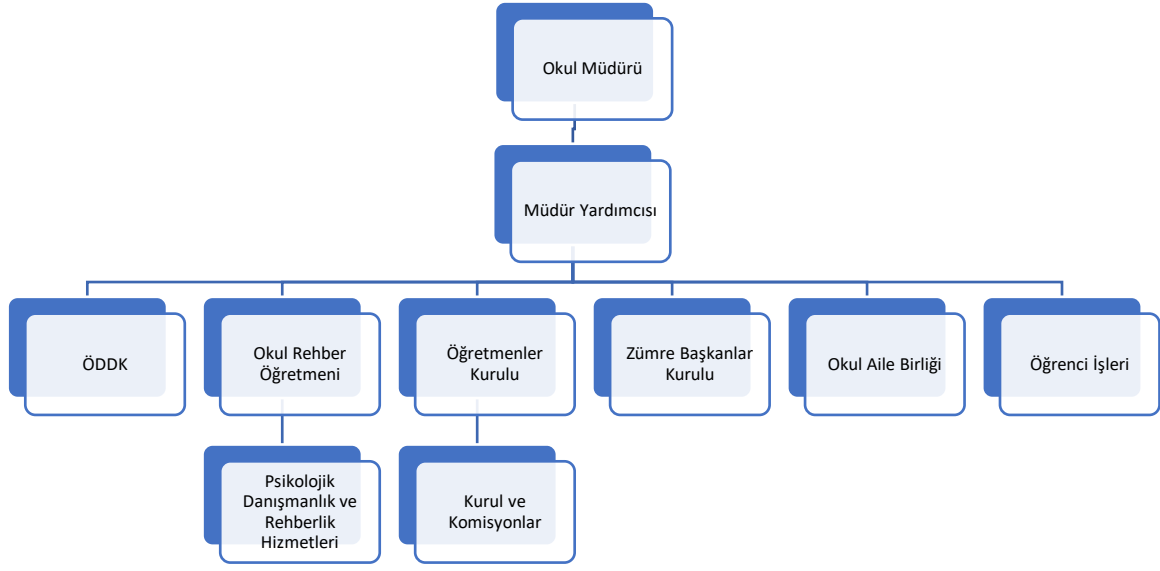 Okul Müdürü
Müdür Yardımcısı
ÖDDK
Okul Rehber
Öğretmeni
Öğretmenler
Kurulu
Zümre Başkanlar
Kurulu
Okul Aile Birliği
Öğrenci İşleri
Psikolojik
Danışmanlık ve
Rehberlik
Hizmetleri
Kurul ve
Komisyonlar